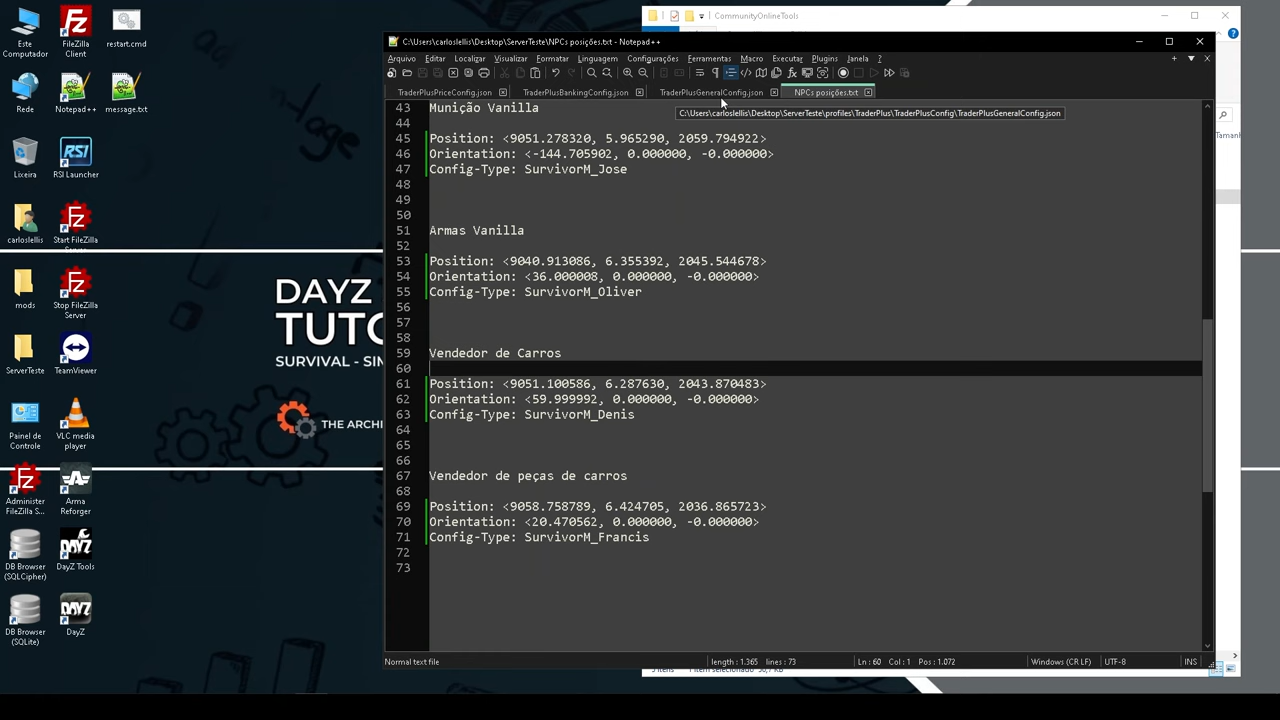 CommunityOnlineTools
C:\Users\carloslellis\Desktop\ServerTeste\NPCs posições.txt - Notepad++
Arquivo Editar Localizar Visualizar Formatar Linguagem Configurações Ferramentas Macro Executar Plugins Janela ?
TraderPlusPriceConfig.json TraderPlusBankingConfig.json TraderPlusGeneralConfig.json NPCs posições.txt
C:\Users\carloslellis\Desktop\ServerTeste\profiles\TraderPlus\TraderPlusConfig\TraderPlusGeneralConfig.json
Tamanh
43 Munição Vanilla
44
45 Position: <9051.278320, 5.965290, 2059.794922>
46 Orientation: <-144.705902, 0.000000, -0.000000>
47 Config-Type: SurvivorM_Jose
48
49
50
51 Armas Vanilla
52
53 Position: <9040.913086, 6.355392, 2045.544678>
54 Orientation: <36.000008, 0.000000, -0.000000>
55 Config-Type: SurvivorM_Oliver
56
57
58
59 Vendedor de Carros
60
61 Position: <9051.100586, 6.287630, 2043.870483>
62 Orientation: <59.999992, 0.000000, -0.000000>
63 Config-Type: SurvivorM_Denis
64
65
66
67 Vendedor de peças de carros
68
69 Position: <9058.758789, 6.424705, 2036.865723>
70 Orientation: <20.470562, 0.000000, -0.000000>
71 Config-Type: SurvivorM_Francis
72
73
Normal text file length : 1.365 lines : 73 Ln : 60 Col : 1 Pos : 1.072 Windows (CR LF) UTF-8 INS
Este Computador
FileZilla Client
restart.cmd
Rede
Notepad++
message.txt
Lixeira
RSI Launcher
carloslellis
Start FileZilla Server
mods
Stop FileZilla Server
ServerTeste
TeamViewer
Painel de Controle
VLC media player
Administer FileZilla S...
Arma Reforger
DB Browser (SQLCipher)
DayZ Tools
DB Browser (SQLite)
DayZ
DAYZ
TUTO
SURVIVAL - SI
THE ARCHI